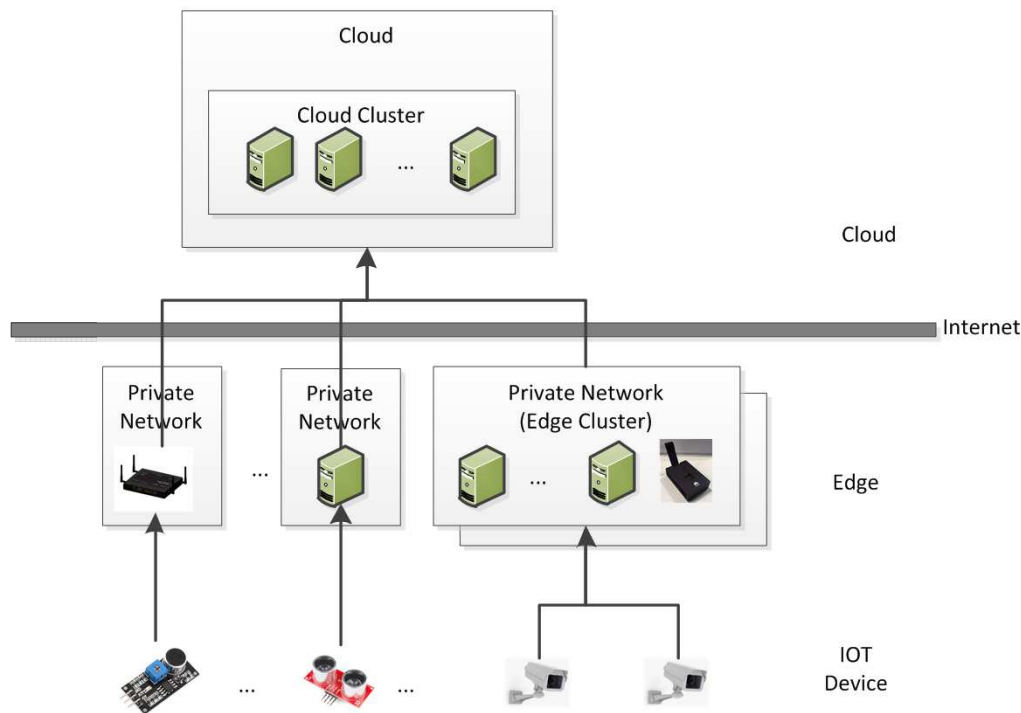 Cloud
Cloud Cluster
...
Cloud
Internet
Private
Network
...
Private
Network
Private Network
(Edge Cluster)
...
Edge
...
...
IOT
Device